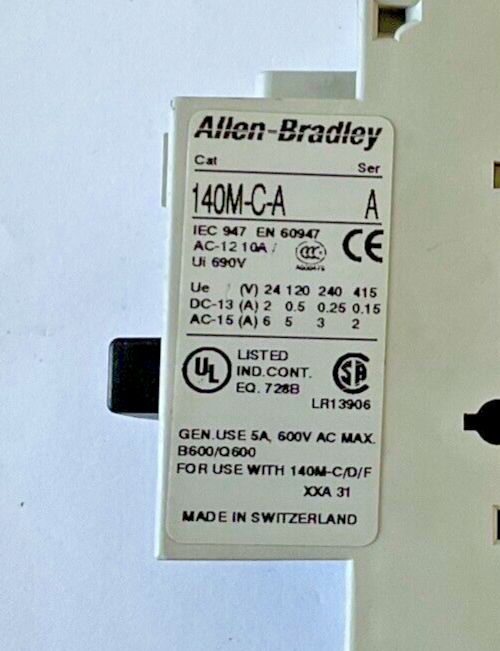 Allen-Bradley
Cat Ser
140M-C-A A
IEC 947 EN 60947
AC-12 10A
Ui 690V
CCC
CE
Ue (V) 24 120 240 415
DC-13 (A) 2 0.5 0.25 0.15
AC-15 (A) 6 5 3 2
UL
LISTED
IND.CONT.
EQ. 728B
SA
LR13906
GEN.USE 5A, 600V AC MAX.
B600/Q600
FOR USE WITH 140M-C/D/F
XXA 31
MADE IN SWITZERLAND